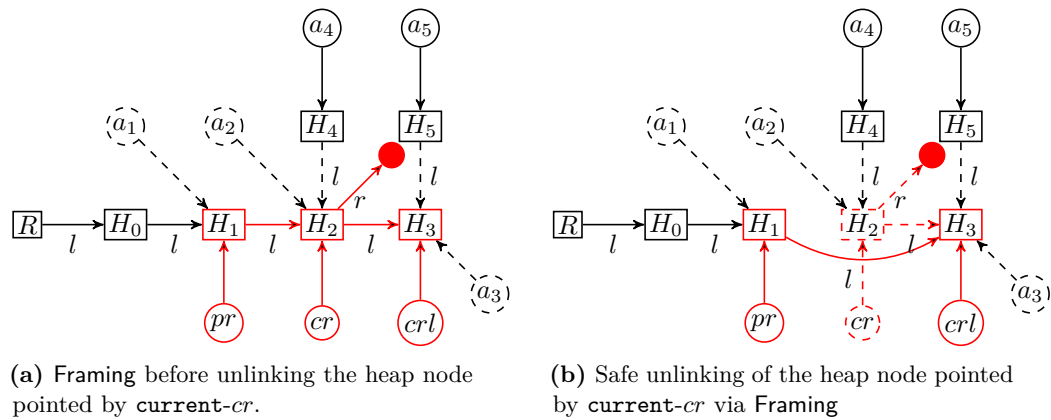 a4 a5 a4 a5
a1 a2 H4 H5 a1 a2 H4 H5
l r l l r l
R l H0 l H1 l H2 l H3 R l H0 l H1 H2 l H3
a3 l a3
pr cr crl pr cr crl
(a) Framing before unlinking the heap node
pointed by current-cr.
(b) Safe unlinking of the heap node pointed
by current-cr via Framing